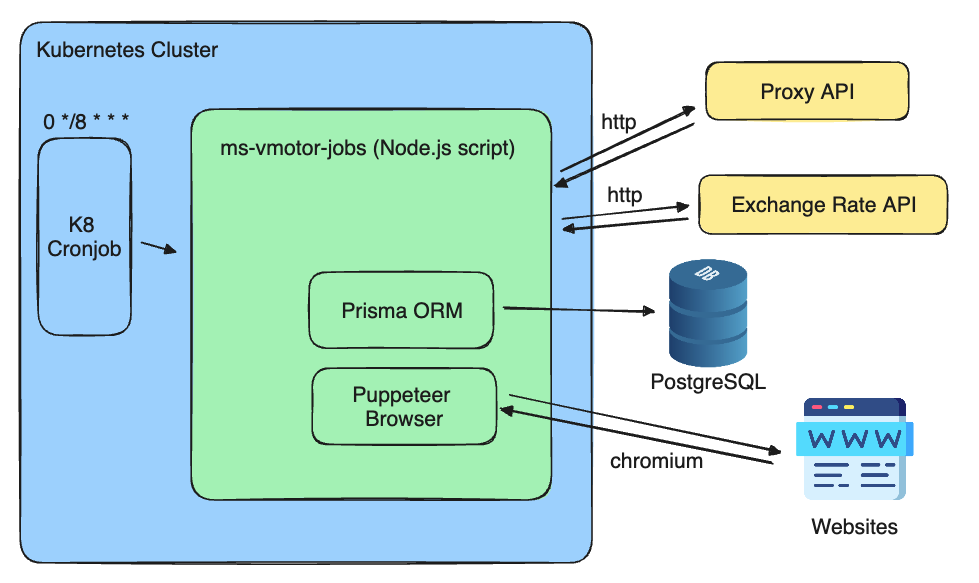 Kubernetes Cluster
0 */8 * * *
K8
Cronjob
ms-vmotor-jobs (Node.js script)
Prisma ORM
Puppeteer
Browser
http
Proxy API
http
Exchange Rate API
DB
PostgreSQL
chromium
WWW
Websites